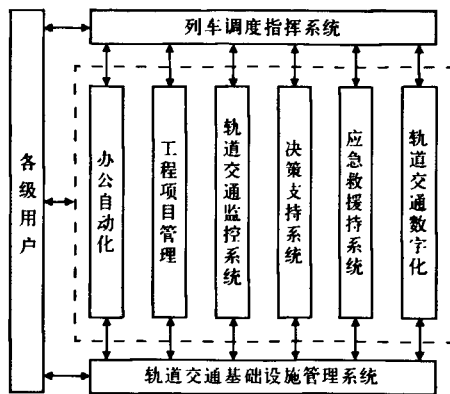 列车调度指挥系统
各级用户
办公自动化
工程项目管理
轨道交通监控系统
决策支持系统
应急救援持系统
轨道交通数字化
轨道交通基础设施管理系统